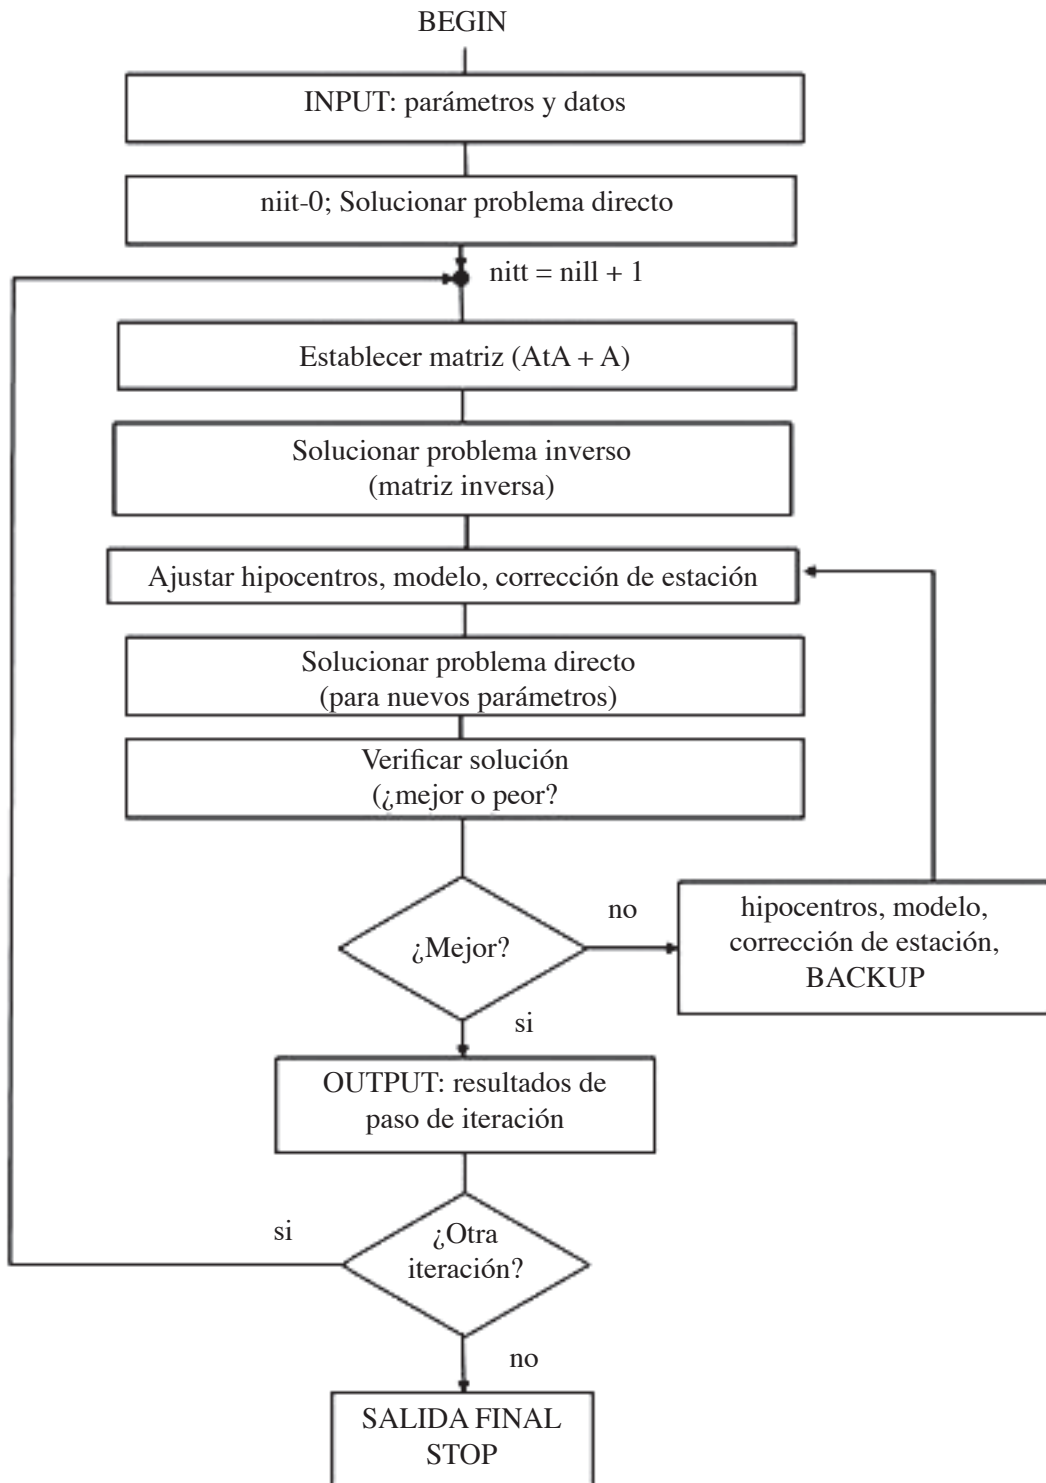 BEGIN
INPUT: parámetros y datos
niit-0; Solucionar problema directo
nitt = nill + 1
Establecer matriz (AtA + A)
Solucionar problema inverso
(matriz inversa)
Ajustar hipocentros, modelo, corrección de estación
Solucionar problema directo
(para nuevos parámetros)
Verificar solución
(¿mejor o peor?
¿Mejor?
no
hipocentros, modelo,
corrección de estación,
BACKUP
si
OUTPUT: resultados de
paso de iteración
si
¿Otra
iteración?
no
SALIDA FINAL
STOP